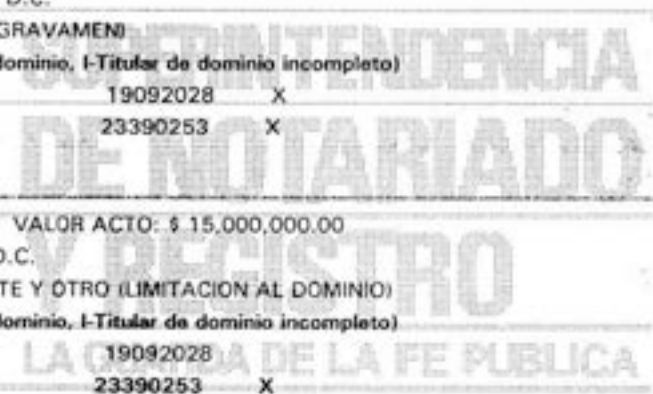 D.C.
GRAVAMEN)
dominio, I-Titular de dominio incompleto)
SUPERINTENDENCIA
19092028 X
23390253 X
DE NOTARIADO
VALOR ACTO: $ 15,000,000.00
D.C.
Y REGISTRO
TE Y OTRO (LIMITACION AL DOMINIO)
dominio, I-Titular de dominio incompleto)
19092028
LA GUARDA DE LA FE PUBLICA
23390253 X